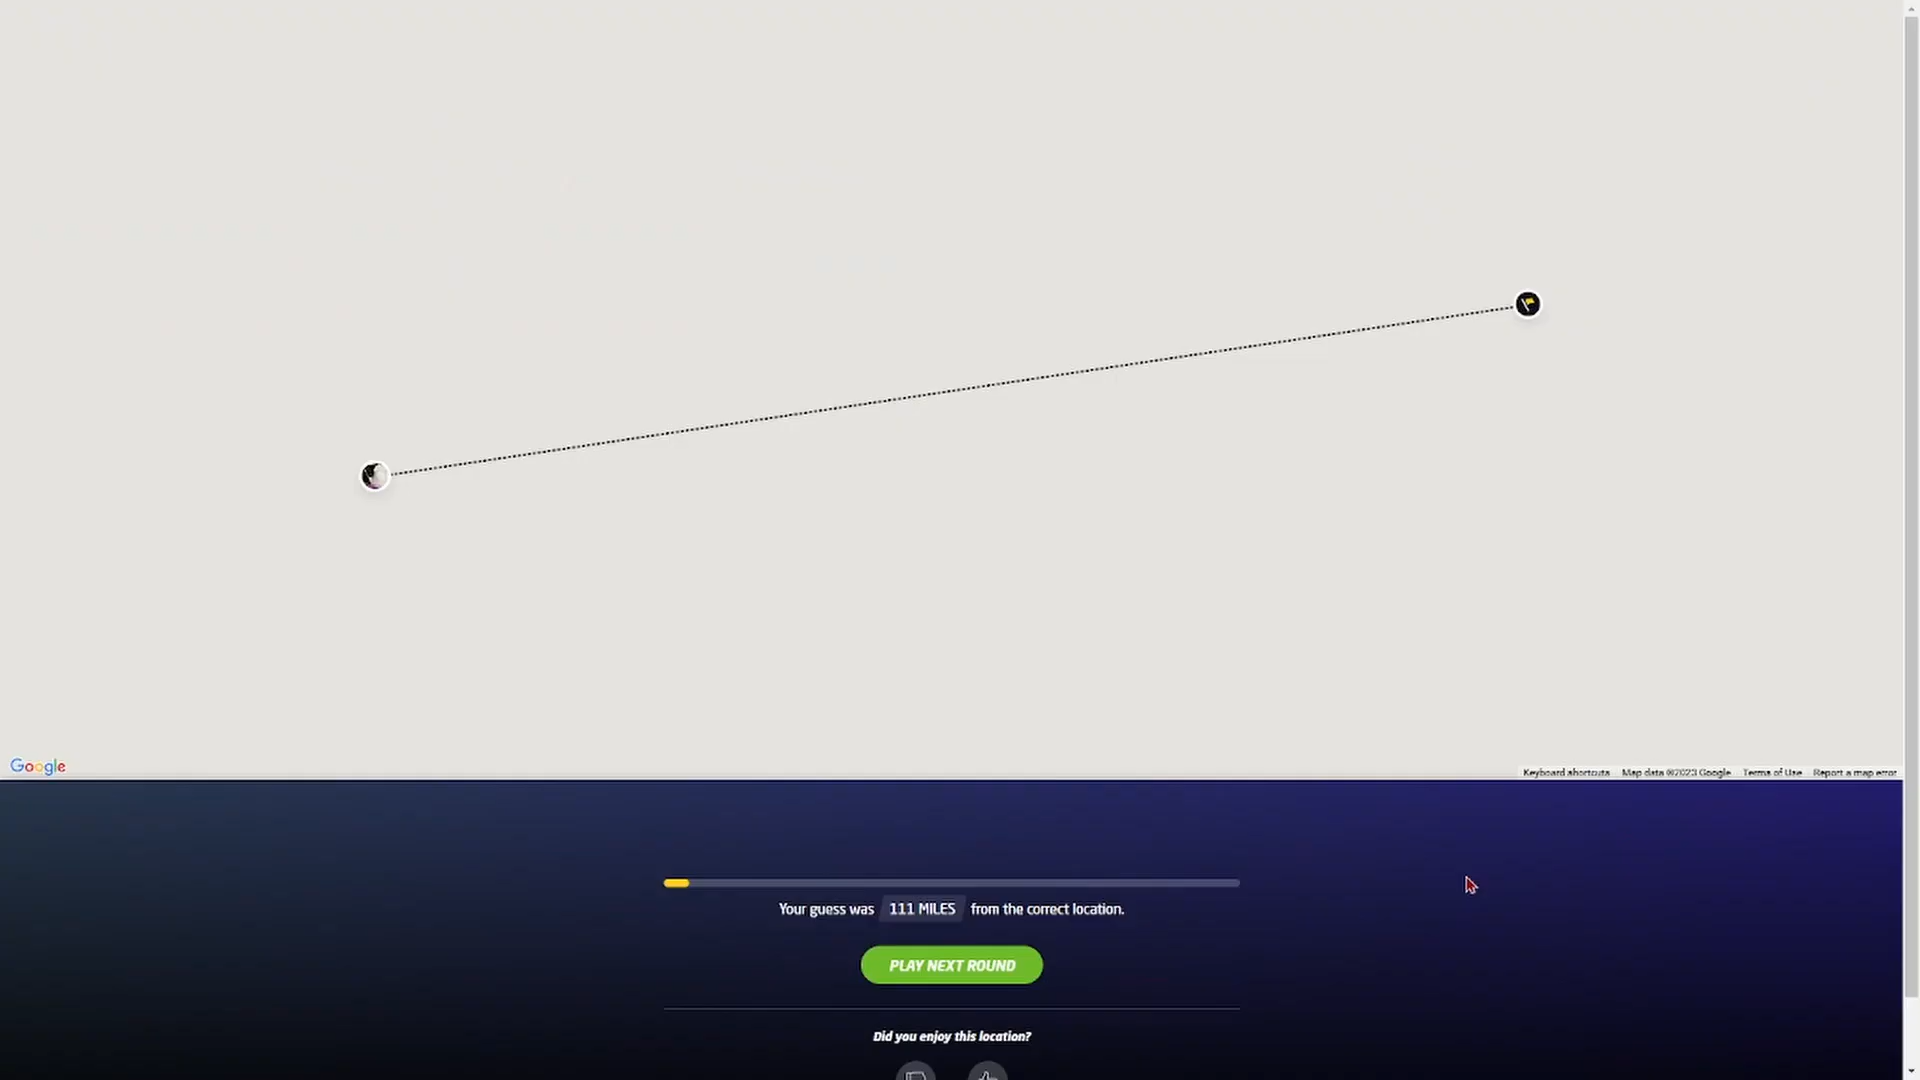 Google
Keyboard shortcuts Map data ©2023 Google Terms of Use Report a map error
Your guess was 111 MILES from the correct location.
PLAY NEXT ROUND
Did you enjoy this location?